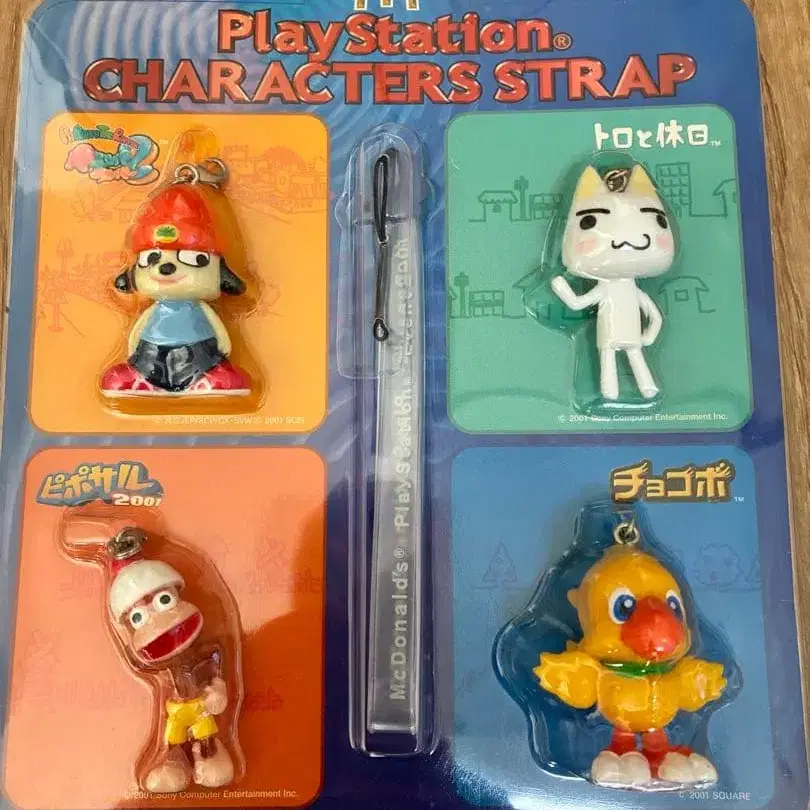 PlayStation®
CHARACTERS STRAP
トロと休日™
© 2001 Sony Computer Entertainment Inc.
ピポサル
2001
チョコボ™
McDonald's® PlayStation®
© 2001 Sony Computer Entertainment Inc.
© 2001 SQUARE